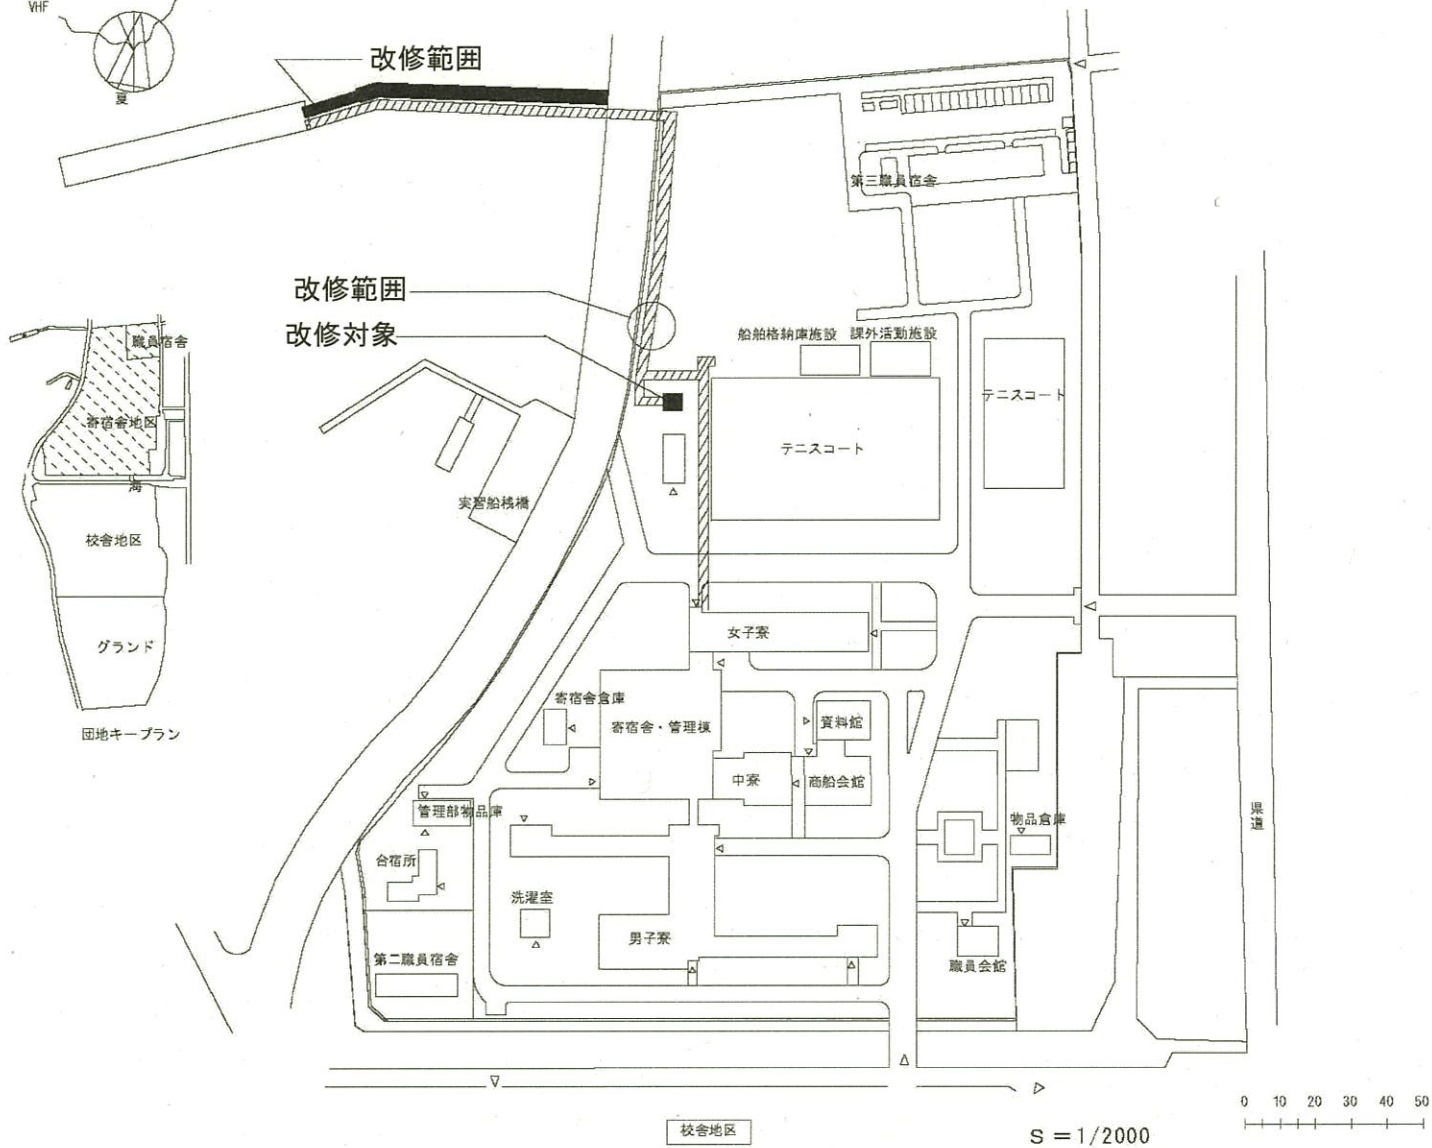 VHF
夏
改修範囲
第三職員宿舎
改修範囲
改修対象
船舶格納庫施設
課外活動施設
職員宿舎
テニスコート
寄宿舎地区
テニスコート
海
実習船桟橋
校舎地区
女子寮
グランド
寄宿舎倉庫
寄宿舎・管理棟
資料館
団地キープラン
中寮
商船会館
管理部物品庫
物品倉庫
県道
合宿所
洗濯室
男子寮
第二職員宿舎
職員会館
校舎地区
0 10 20 30 40 50
S＝1/2000